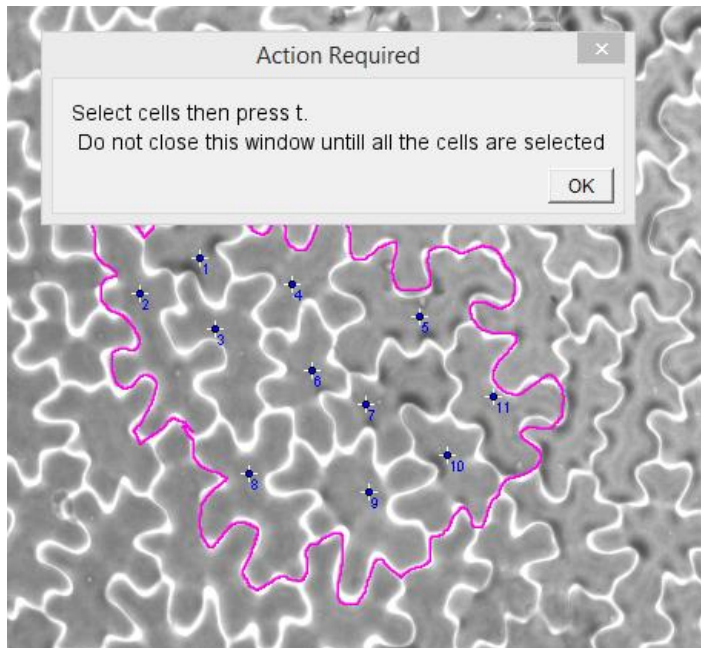 Action Required
Select cells then press t.
Do not close this window untill all the cells are selected
OK
1
2
4
3
5
6
7
11
10
8
9